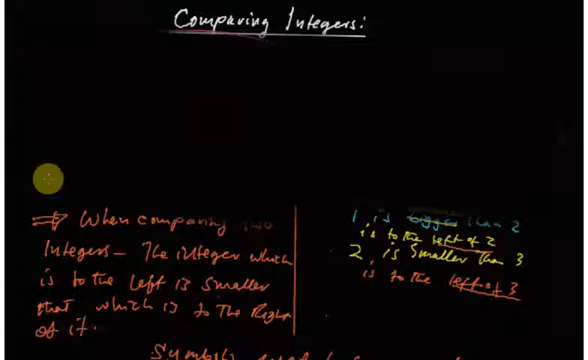 Comparing Integers:
⇒ When comparing two
Integers - The integer which
is to the left is smaller
that which is to the Right
of it.
1 is bigger than 2
is to the left of 2
2 is smaller than 3
is to the left of 3
Symbols used